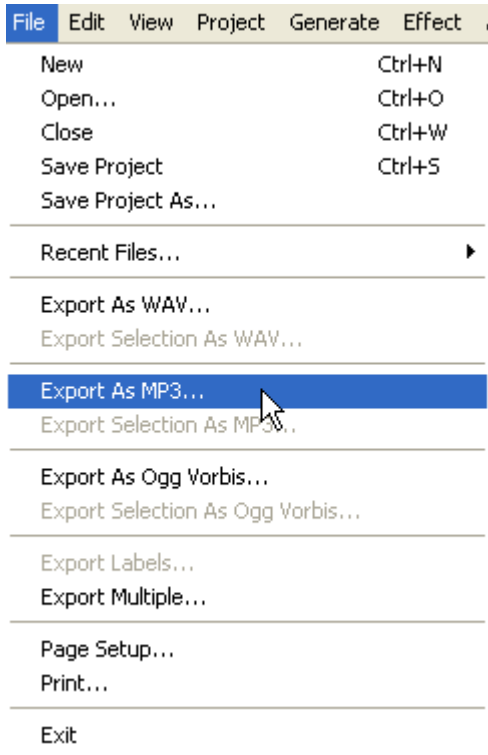 File Edit View Project Generate Effect
New Ctrl+N
Open... Ctrl+O
Close Ctrl+W
Save Project Ctrl+S
Save Project As...
Recent Files...
Export As WAV...
Export Selection As WAV...
Export As MP3...
Export Selection As MP3...
Export As Ogg Vorbis...
Export Selection As Ogg Vorbis...
Export Labels...
Export Multiple...
Page Setup...
Print...
Exit